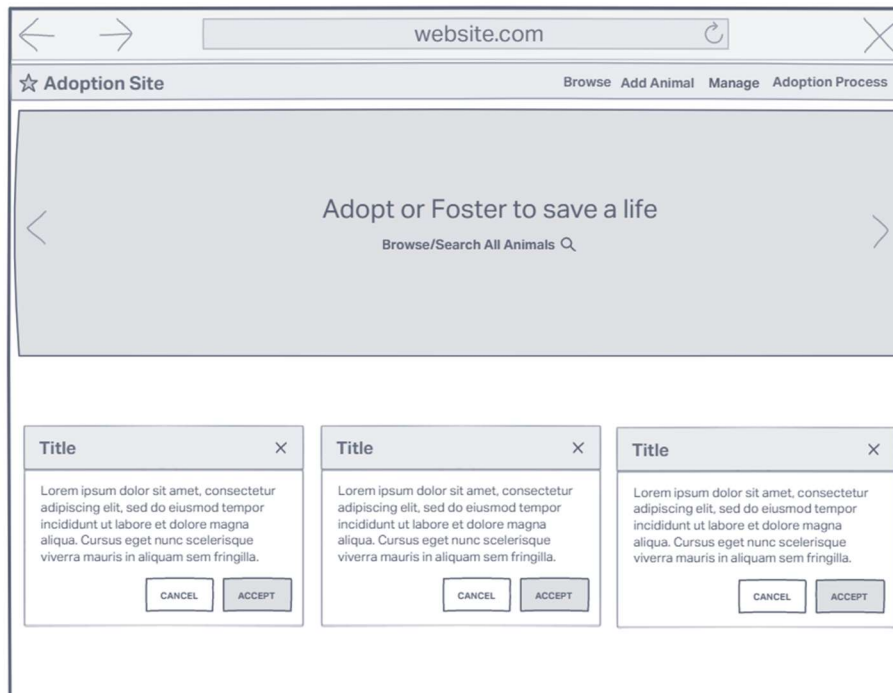 website.com
Adoption Site
Browse Add Animal Manage Adoption Process
Adopt or Foster to save a life
Browse/Search All Animals
Title
Lorem ipsum dolor sit amet, consectetur
adipiscing elit, sed do eiusmod tempor
incididunt ut labore et dolore magna
aliqua. Cursus eget nunc scelerisque
viverra mauris in aliquam sem fringilla.
CANCEL ACCEPT
Title
Lorem ipsum dolor sit amet, consectetur
adipiscing elit, sed do eiusmod tempor
incididunt ut labore et dolore magna
aliqua. Cursus eget nunc scelerisque
viverra mauris in aliquam sem fringilla.
CANCEL ACCEPT
Title
Lorem ipsum dolor sit amet, consectetur
adipiscing elit, sed do eiusmod tempor
incididunt ut labore et dolore magna
aliqua. Cursus eget nunc scelerisque
viverra mauris in aliquam sem fringilla.
CANCEL ACCEPT